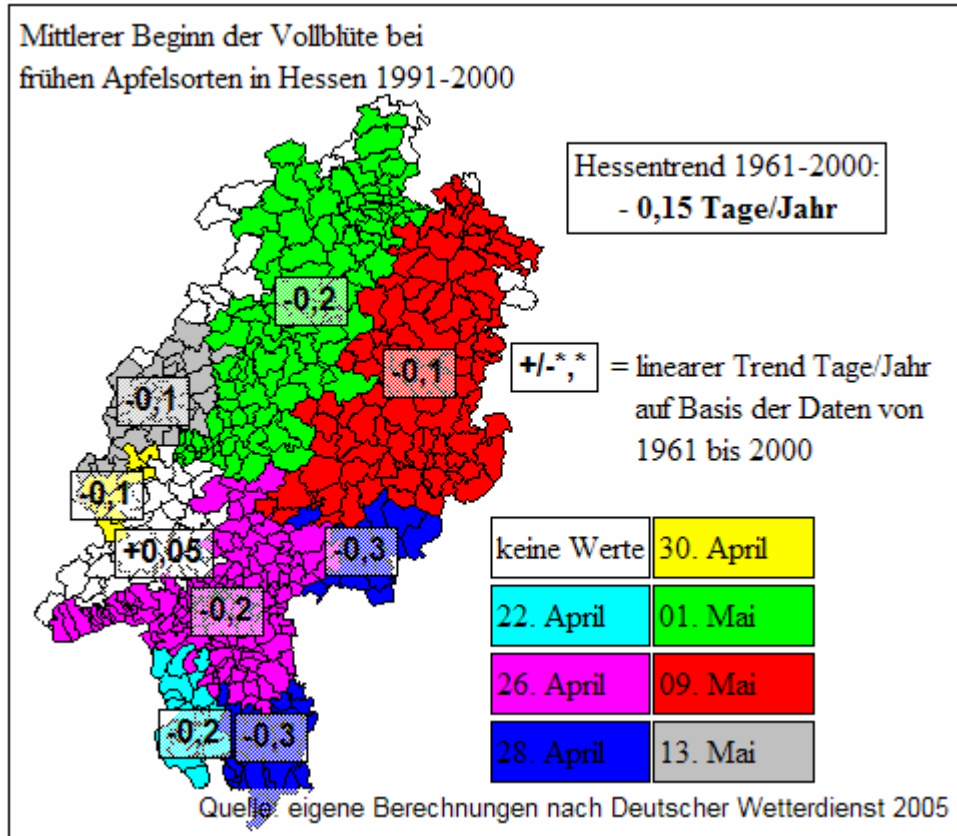 Mittlerer Beginn der Vollblüte bei
frühen Apfelsorten in Hessen 1991-2000
Hessentrend 1961-2000:
- 0,15 Tage/Jahr
-0,2
-0,1
+/-*,* = linearer Trend Tage/Jahr
auf Basis der Daten von
1961 bis 2000
-0,1
-0,1
+0,05
-0,3
-0,2
-0,2
-0,3
keine Werte
30. April
22. April
01. Mai
26. April
09. Mai
28. April
13. Mai
Quelle: eigene Berechnungen nach Deutscher Wetterdienst 2005